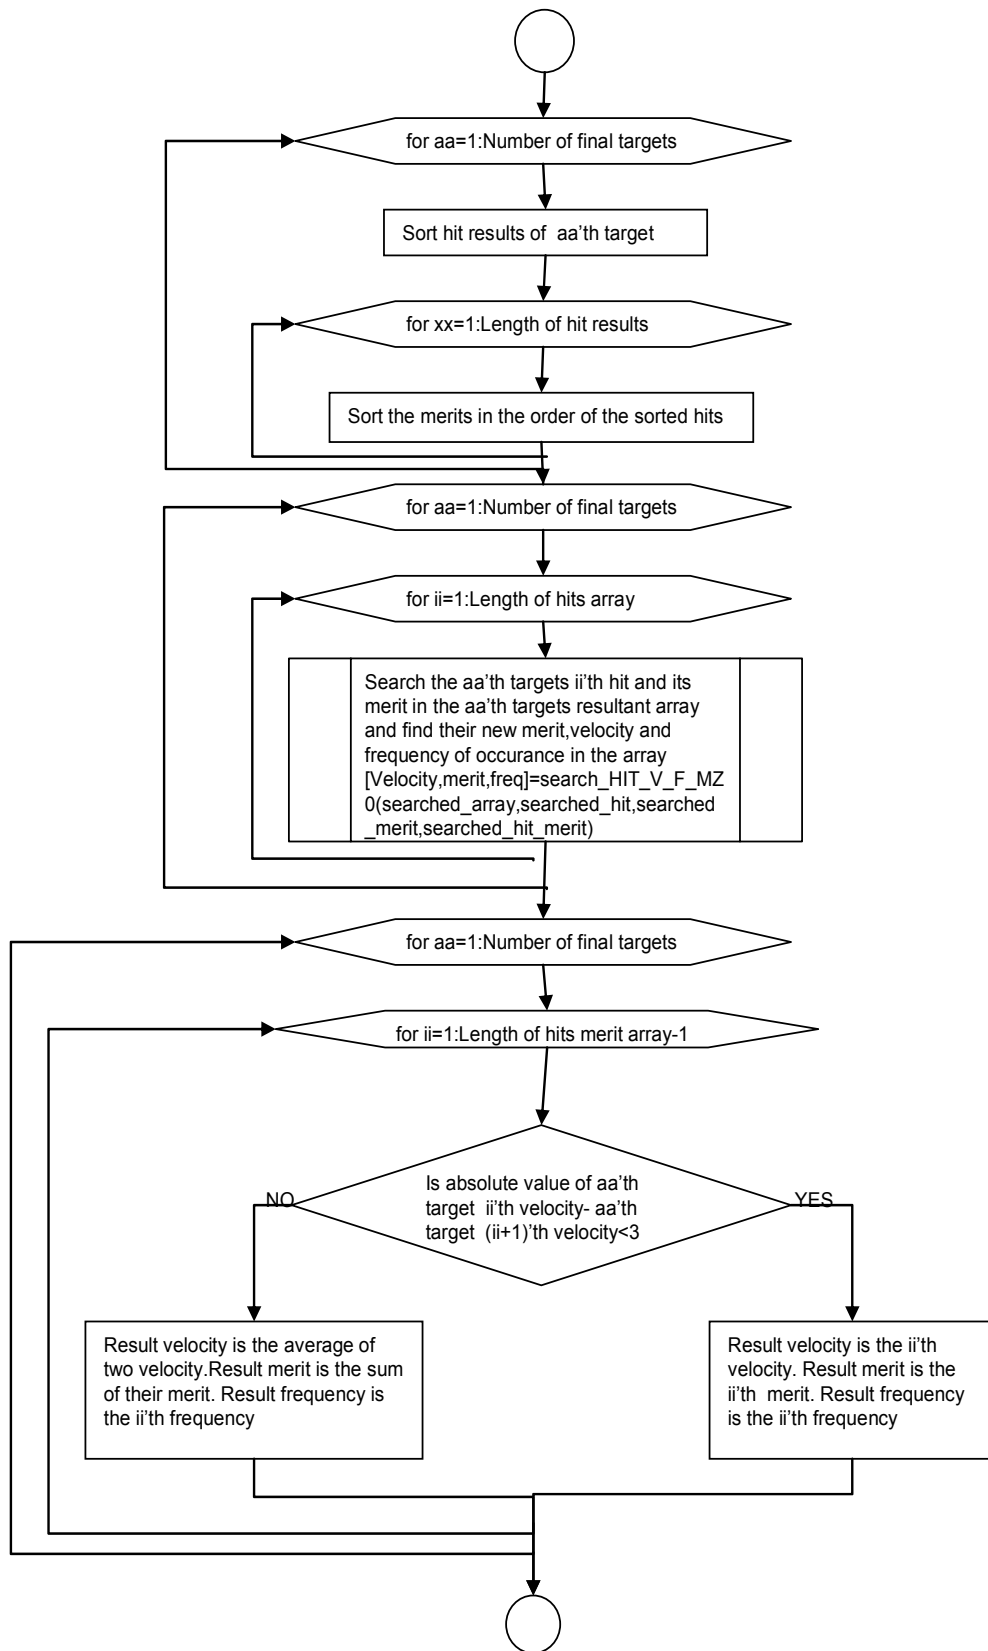 for aa=1:Number of final targets
Sort hit results of aa'th target
for xx=1:Length of hit results
Sort the merits in the order of the sorted hits
for aa=1:Number of final targets
for ii=1:Length of hits array
Search the aa'th targets ii'th hit and its
merit in the aa'th targets resultant array
and find their new merit,velocity and
frequency of occurance in the array
[Velocity,merit,freq]=search_HIT_V_F_MZ
0(searched_array,searched_hit,searched
_merit,searched_hit_merit)
for aa=1:Number of final targets
for ii=1:Length of hits merit array-1
Is absolute value of aa'th
target ii'th velocity- aa'th
target (ii+1)'th velocity<3
NO
YES
Result velocity is the average of
two velocity.Result merit is the sum
of their merit. Result frequency is
the ii'th frequency
Result velocity is the ii'th
velocity. Result merit is the
ii'th merit. Result frequency
is the ii'th frequency